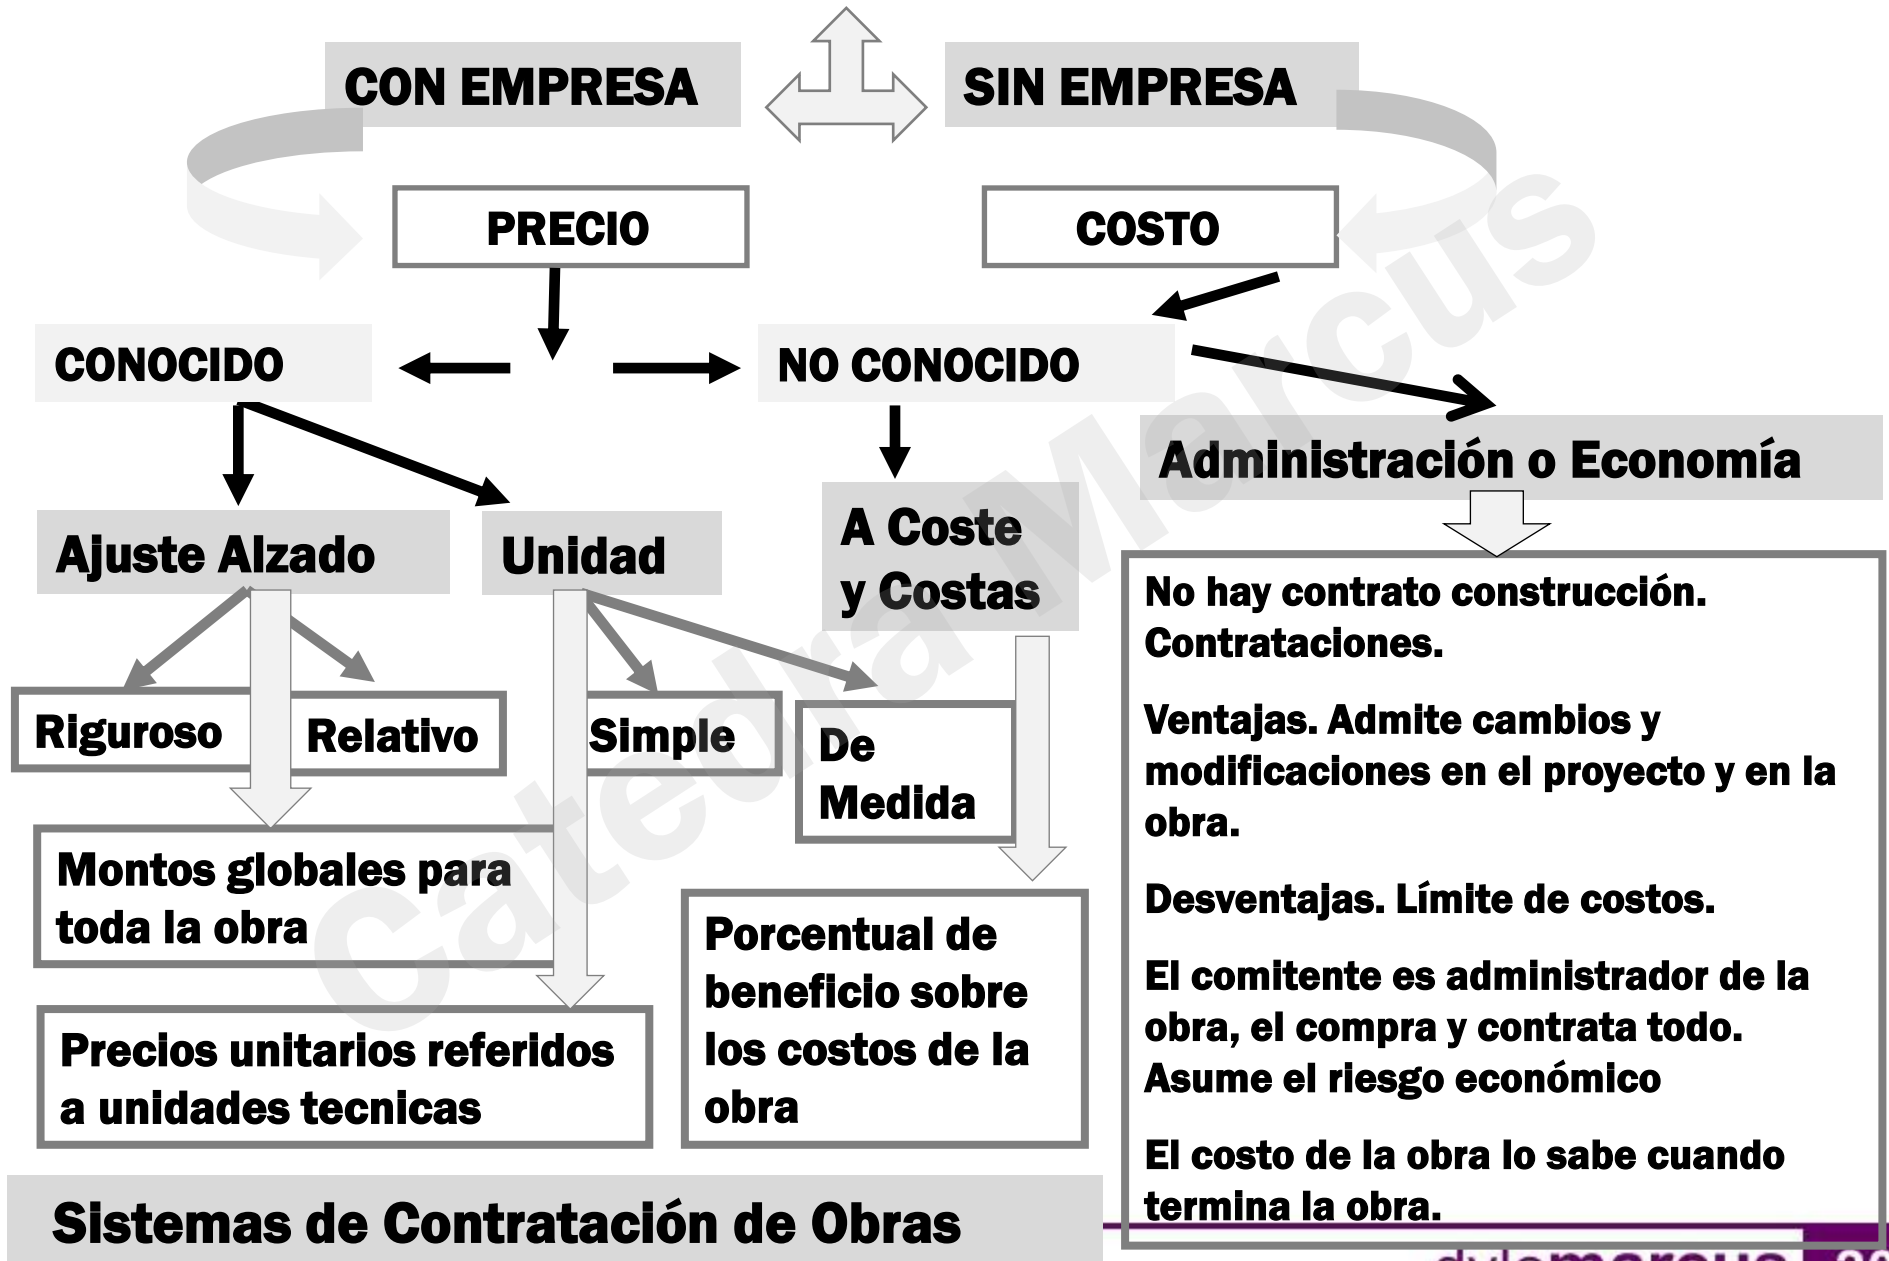 CON EMPRESA
SIN EMPRESA
PRECIO
COSTO
CONOCIDO
NO CONOCIDO
Administración o Economía
Ajuste Alzado
Unidad
A Coste
y Costas
Riguroso
Relativo
Simple
De
Medida
Montos globales para
toda la obra
Precios unitarios referidos
a unidades tecnicas
Porcentual de
beneficio sobre
los costos de la
obra
No hay contrato construcción.
Contrataciones.
Ventajas. Admite cambios y
modificaciones en el proyecto y en la
obra.
Desventajas. Límite de costos.
El comitente es administrador de la
obra, el compra y contrata todo.
Asume el riesgo económico
El costo de la obra lo sabe cuando
termina la obra.
Sistemas de Contratación de Obras
Catedra Marcus